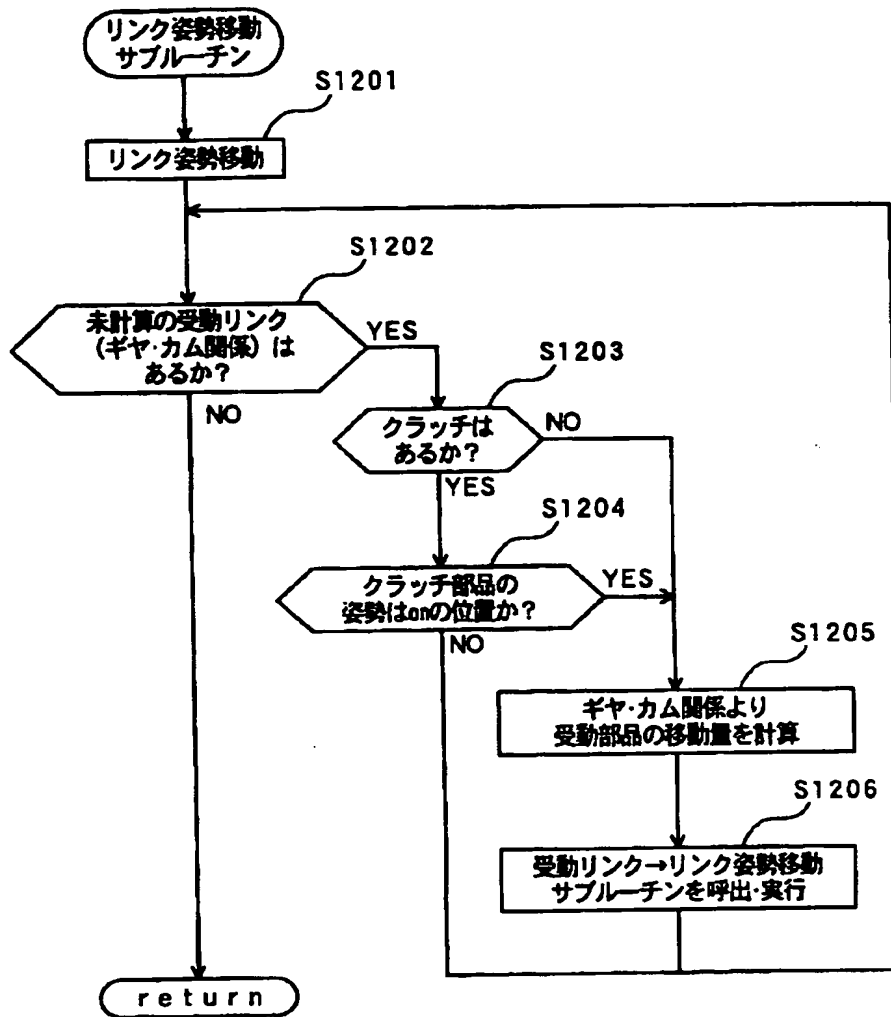 リンク姿勢移動
サブルーチン
S1201
リンク姿勢移動
S1202
未計算の受動リンク
(ギヤ・カム関係)は
あるか?
YES
NO
S1203
クラッチは
あるか?
NO
YES
S1204
クラッチ部品の
姿勢はonの位置か?
YES
NO
S1205
ギヤ・カム関係より
受動部品の移動量を計算
S1206
受動リンク→リンク姿勢移動
サブルーチンを呼出・実行
return